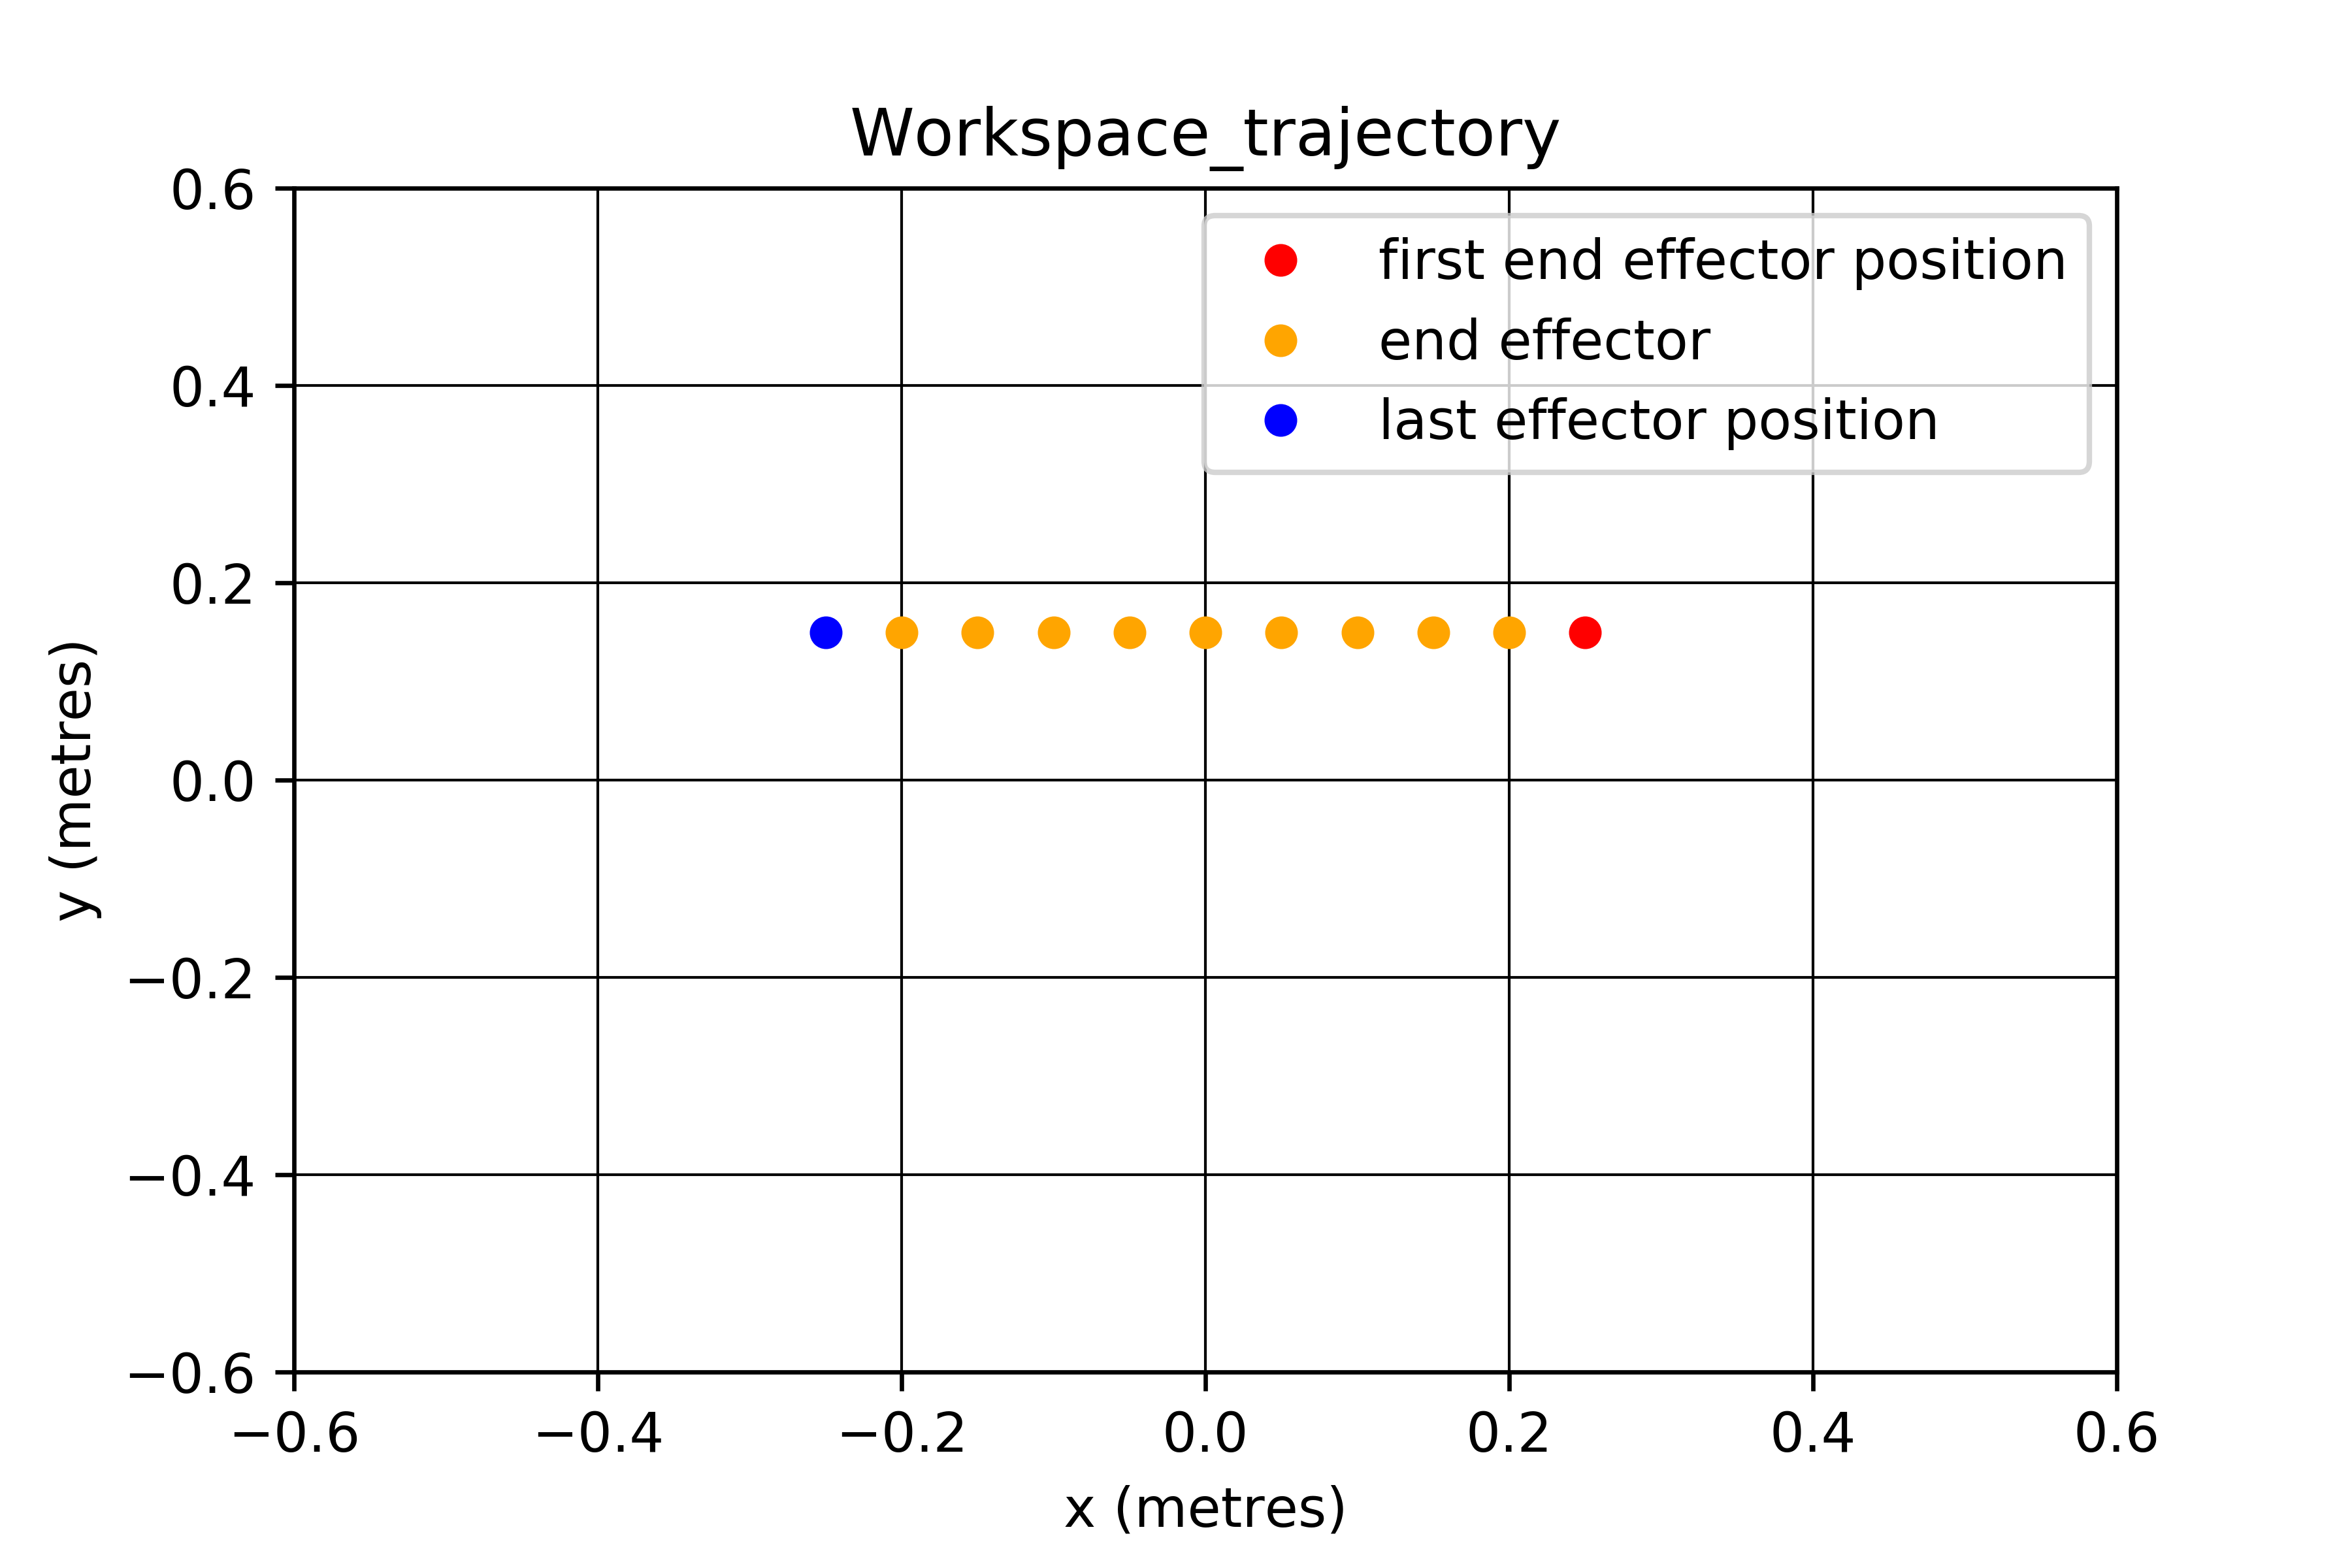 Workspace_trajectory
0.6
first end effector position
end effector
0.4
last effector position
0.2
0.0
y (metres)
−0.2
−0.4
−0.6
−0.6 −0.4 −0.2 0.0 0.2 0.4 0.6
x (metres)